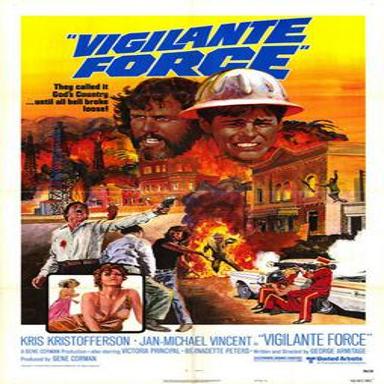 "VIGILANTE
FORCE"
They called it
God's Country
...until all hell broke
loose!
KRIS KRISTOFFERSON · JAN-MICHAEL VINCENT in "VIGILANTE FORCE"
A GENE CORMAN Production · also starring VICTORIA PRINCIPAL · BERNADETTE PETERS · Written and Directed by GEORGE ARMITAGE
Produced by GENE CORMAN
United Artists